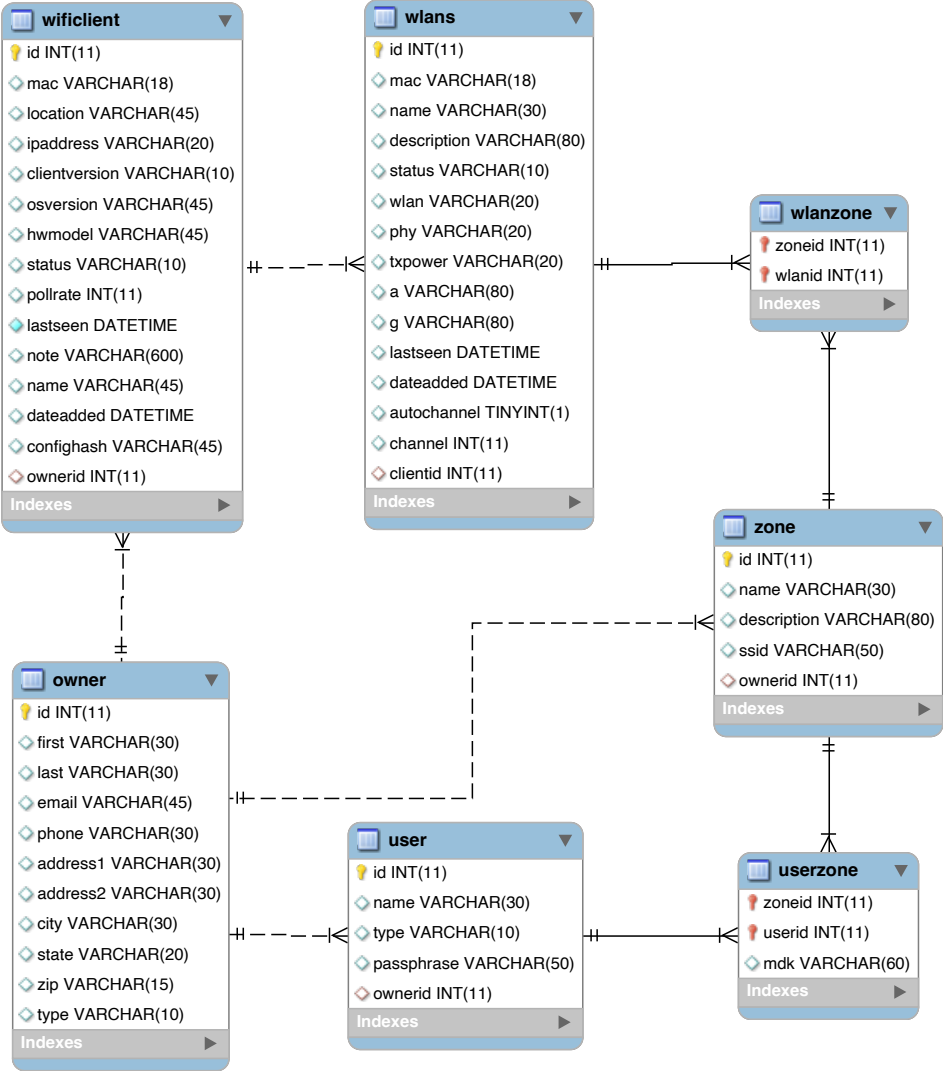 wificlient
id INT(11)
mac VARCHAR(18)
location VARCHAR(45)
ipaddress VARCHAR(20)
clientversion VARCHAR(10)
osversion VARCHAR(45)
hwmodel VARCHAR(45)
status VARCHAR(10)
pollrate INT(11)
lastseen DATETIME
note VARCHAR(600)
name VARCHAR(45)
dateadded DATETIME
confighash VARCHAR(45)
ownerid INT(11)
Indexes
wlans
id INT(11)
mac VARCHAR(18)
name VARCHAR(30)
description VARCHAR(80)
status VARCHAR(10)
wlan VARCHAR(20)
phy VARCHAR(20)
txpower VARCHAR(20)
a VARCHAR(80)
g VARCHAR(80)
lastseen DATETIME
dateadded DATETIME
autochannel TINYINT(1)
channel INT(11)
clientid INT(11)
Indexes
wlanzone
zoneid INT(11)
wlanid INT(11)
Indexes
zone
id INT(11)
name VARCHAR(30)
description VARCHAR(80)
ssid VARCHAR(50)
ownerid INT(11)
Indexes
owner
id INT(11)
first VARCHAR(30)
last VARCHAR(30)
email VARCHAR(45)
phone VARCHAR(30)
address1 VARCHAR(30)
address2 VARCHAR(30)
city VARCHAR(30)
state VARCHAR(20)
zip VARCHAR(15)
type VARCHAR(10)
Indexes
user
id INT(11)
name VARCHAR(30)
type VARCHAR(10)
passphrase VARCHAR(50)
ownerid INT(11)
Indexes
userzone
zoneid INT(11)
userid INT(11)
mdk VARCHAR(60)
Indexes